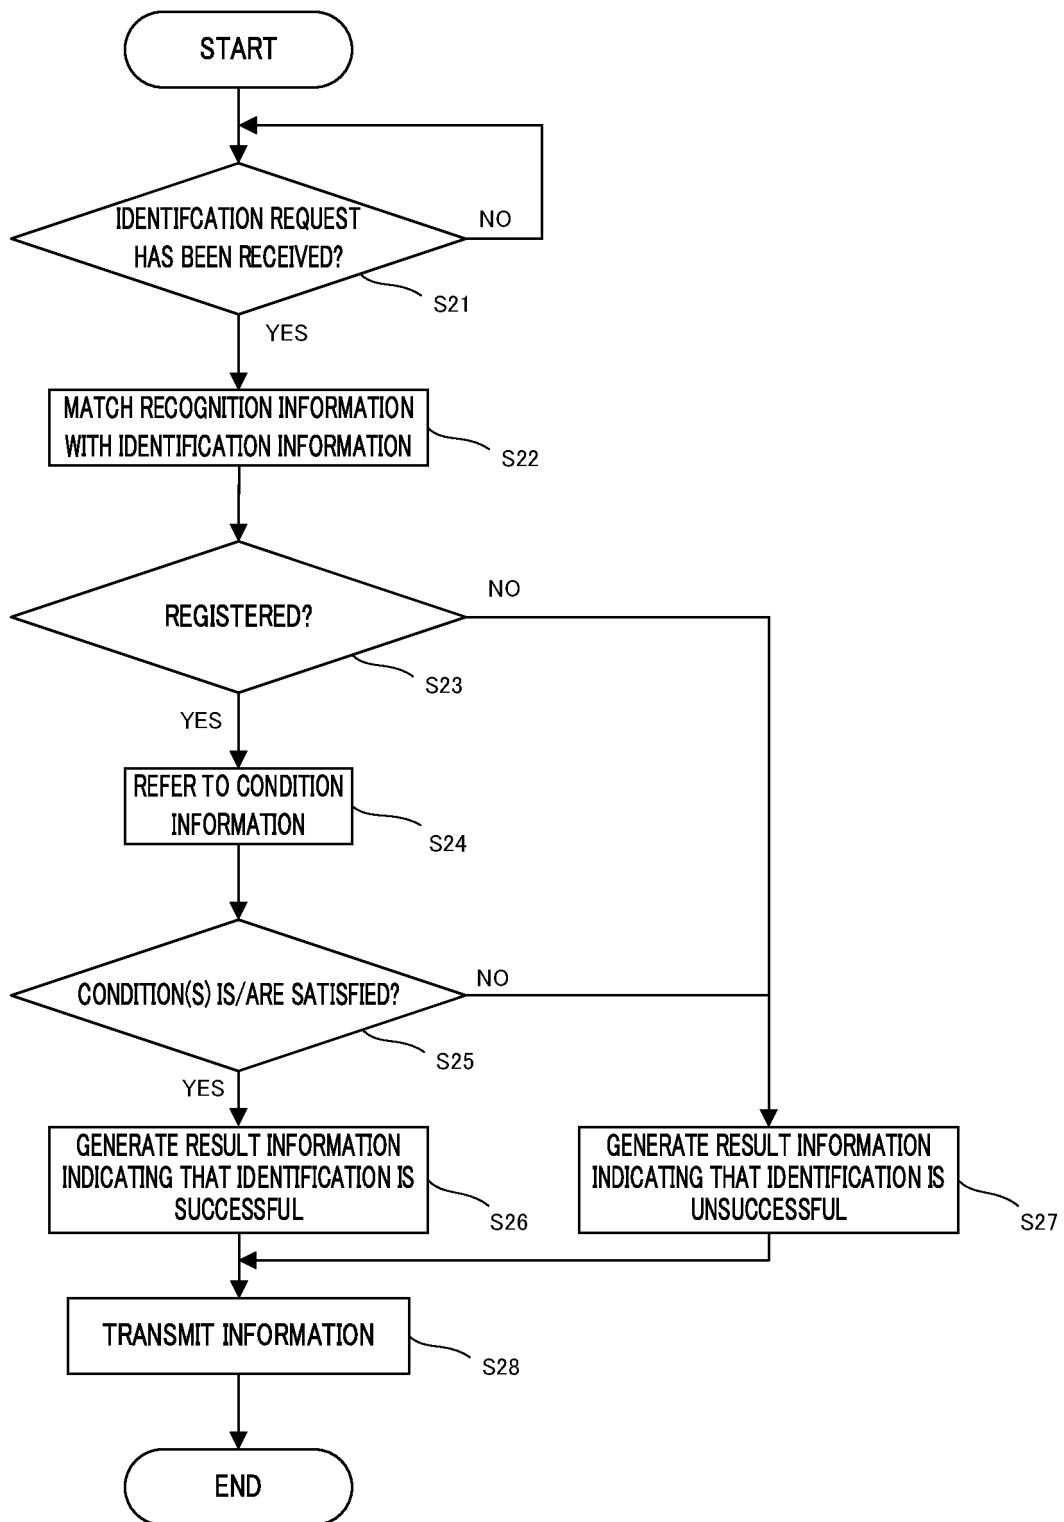 START
IDENTIFCATION REQUEST
HAS BEEN RECEIVED?
NO
S21
YES
MATCH RECOGNITION INFORMATION
WITH IDENTIFICATION INFORMATION
S22
REGISTERED?
NO
S23
YES
REFER TO CONDITION
INFORMATION
S24
CONDITION(S) IS/ARE SATISFIED?
NO
S25
YES
GENERATE RESULT INFORMATION
INDICATING THAT IDENTIFICATION IS
SUCCESSFUL
S26
GENERATE RESULT INFORMATION
INDICATING THAT IDENTIFICATION IS
UNSUCCESSFUL
S27
TRANSMIT INFORMATION
S28
END